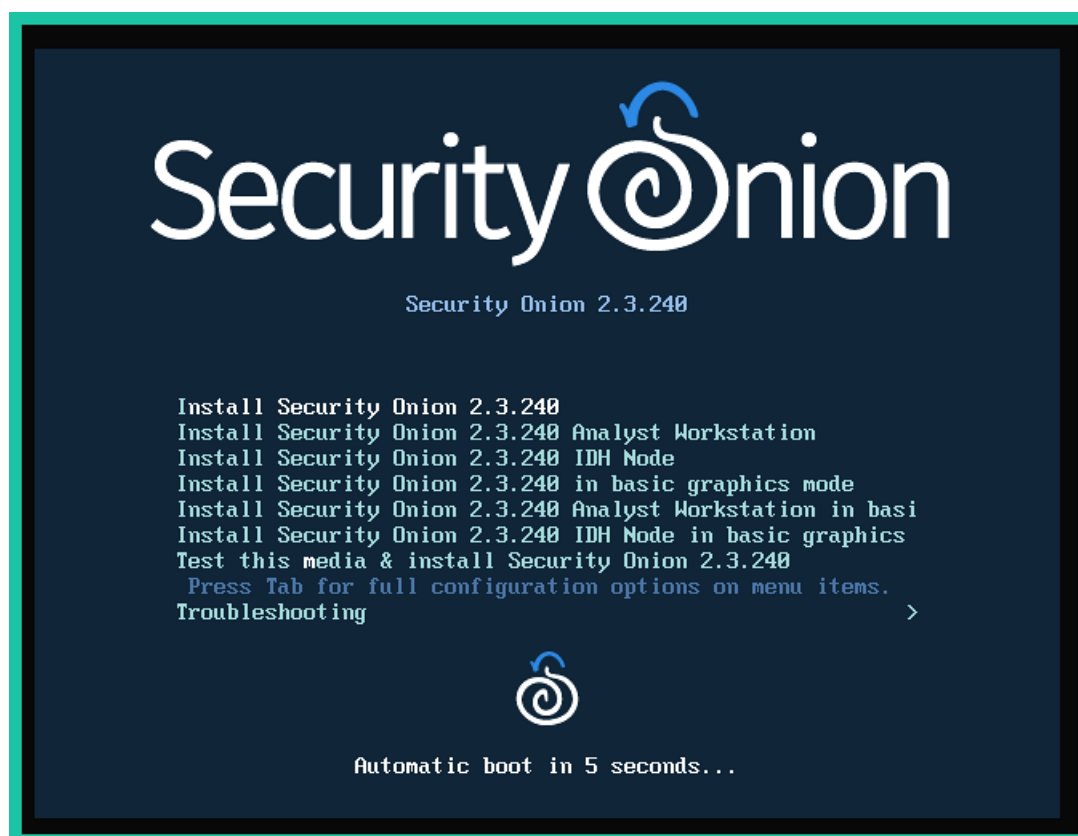 Security Onion
Security Onion 2.3.240
Install Security Onion 2.3.240
Install Security Onion 2.3.240 Analyst Workstation
Install Security Onion 2.3.240 IDH Node
Install Security Onion 2.3.240 in basic graphics mode
Install Security Onion 2.3.240 Analyst Workstation in basi
Install Security Onion 2.3.240 IDH Node in basic graphics
Test this media & install Security Onion 2.3.240
Press Tab for full configuration options on menu items.
Troubleshooting >
Automatic boot in 5 seconds...